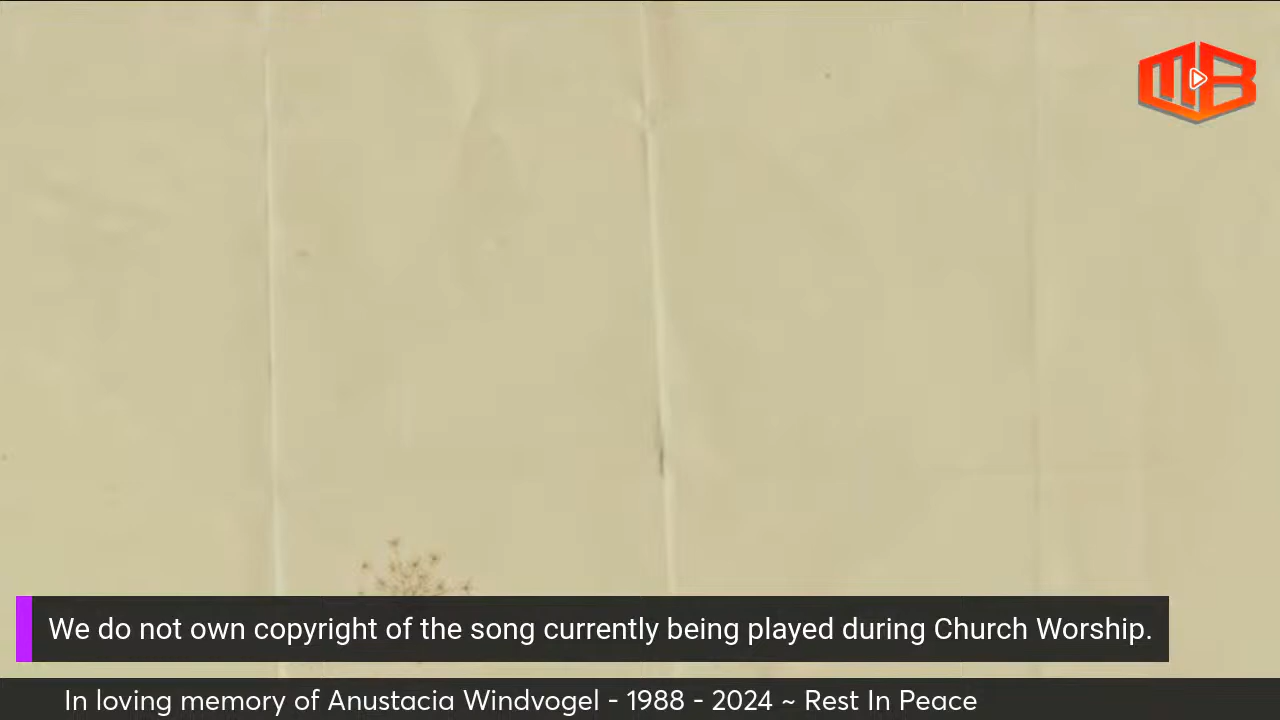 MB
We do not own copyright of the song currently being played during Church Worship.
In loving memory of Anustacia Windvogel - 1988 - 2024 ~ Rest In Peace